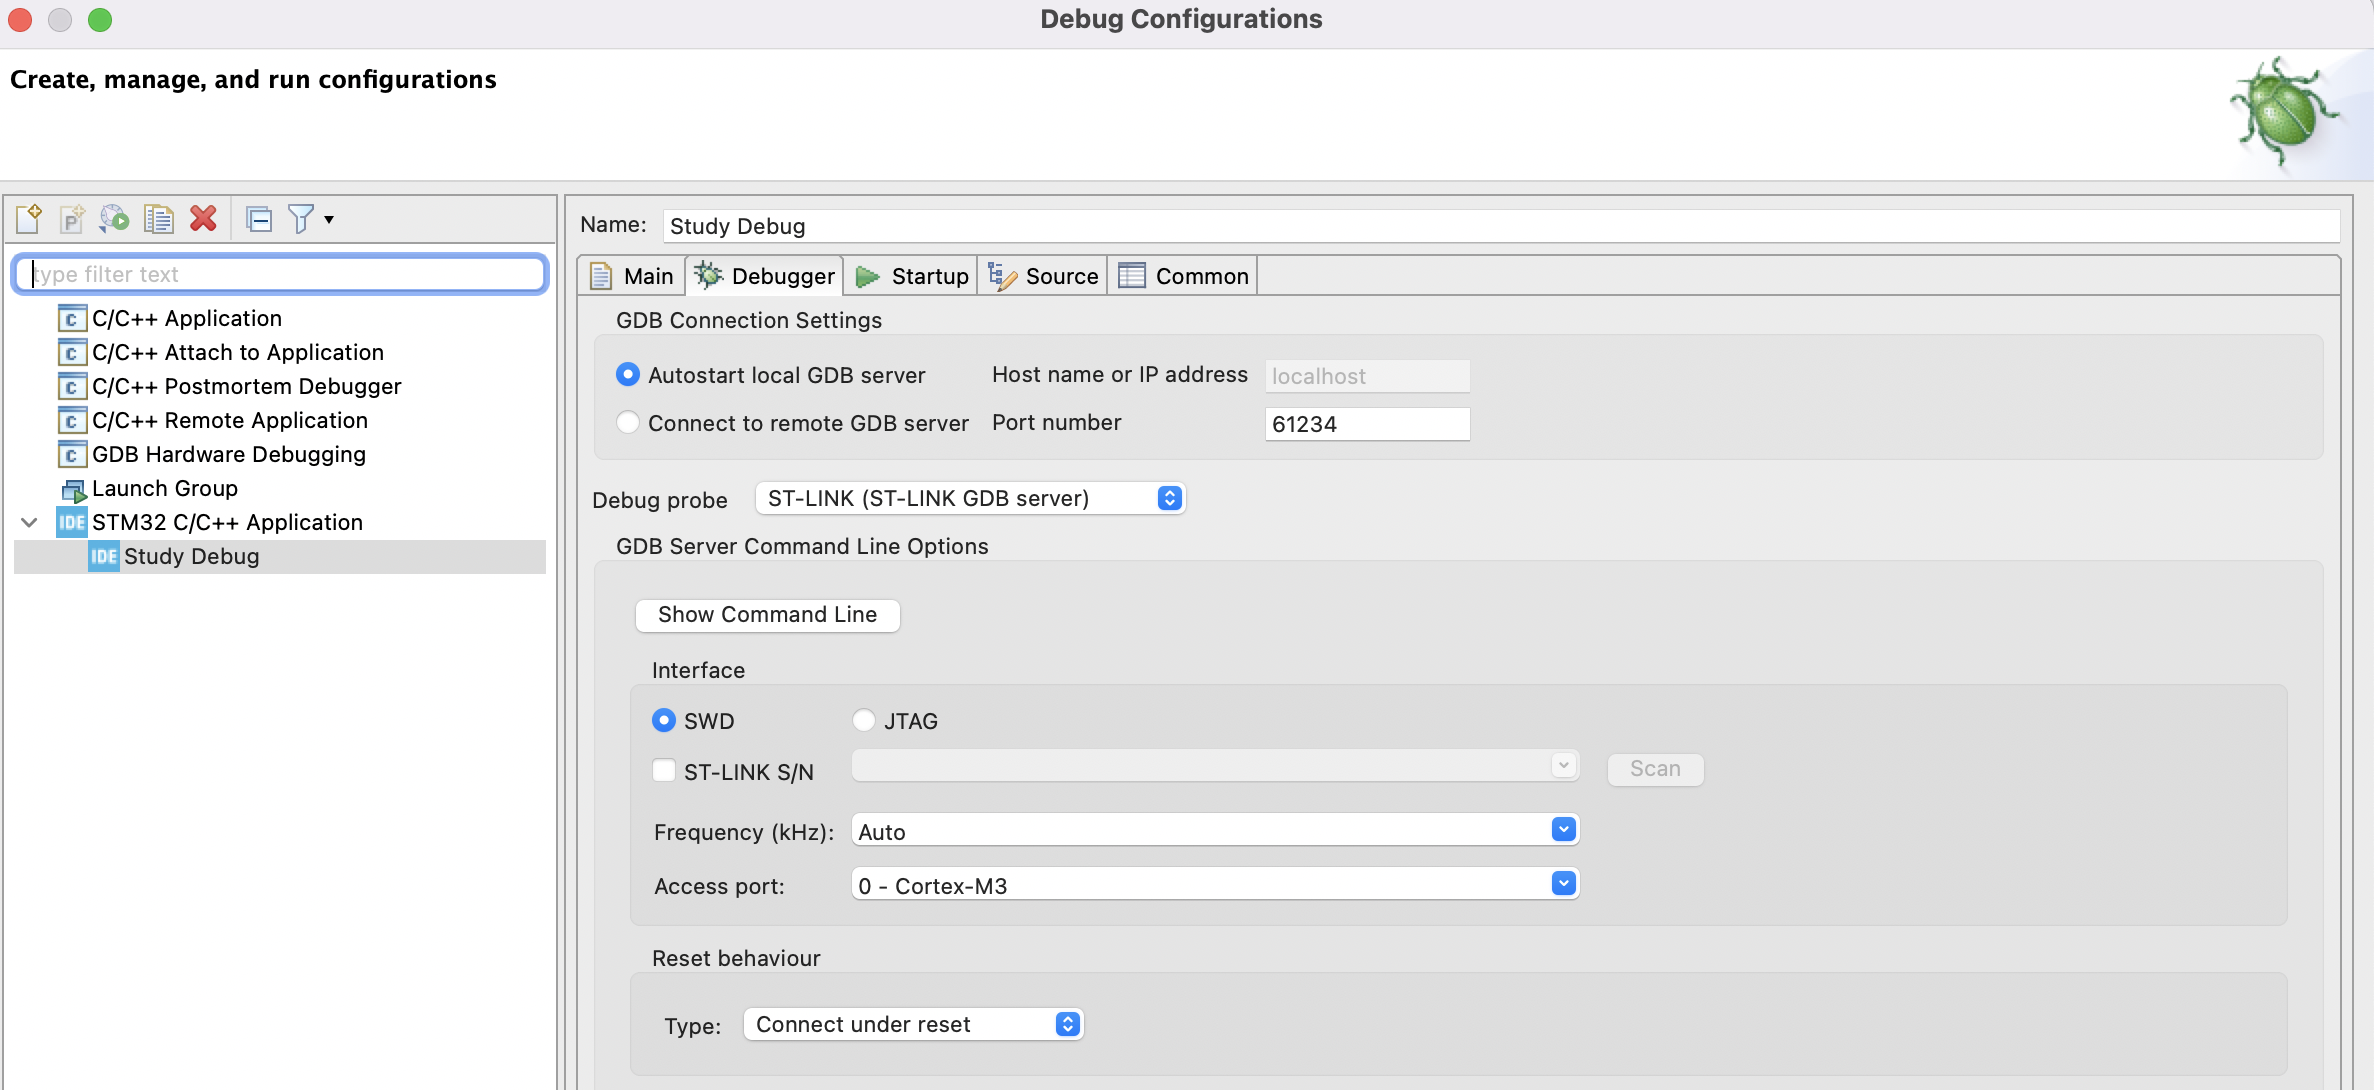 Debug Configurations
Create, manage, and run configurations
type filter text
C/C++ Application
C/C++ Attach to Application
C/C++ Postmortem Debugger
C/C++ Remote Application
GDB Hardware Debugging
Launch Group
IDE STM32 C/C++ Application
IDE Study Debug
Name: Study Debug
Main Debugger Startup Source Common
GDB Connection Settings
Autostart local GDB server Host name or IP address localhost
Connect to remote GDB server Port number 61234
Debug probe ST-LINK (ST-LINK GDB server)
GDB Server Command Line Options
Show Command Line
Interface
SWD JTAG
ST-LINK S/N Scan
Frequency (kHz): Auto
Access port: 0 - Cortex-M3
Reset behaviour
Type: Connect under reset